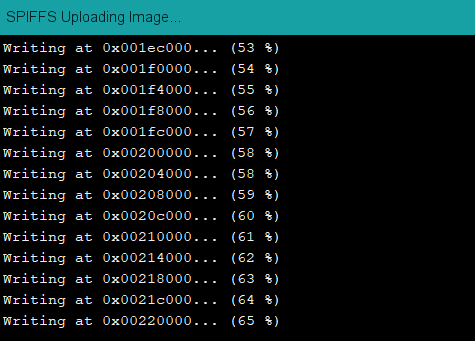 SPIFFS Uploading Image...
Writing at 0x001ec000... (53 %)
Writing at 0x001f0000... (54 %)
Writing at 0x001f4000... (55 %)
Writing at 0x001f8000... (56 %)
Writing at 0x001fc000... (57 %)
Writing at 0x00200000... (58 %)
Writing at 0x00204000... (58 %)
Writing at 0x00208000... (59 %)
Writing at 0x0020c000... (60 %)
Writing at 0x00210000... (61 %)
Writing at 0x00214000... (62 %)
Writing at 0x00218000... (63 %)
Writing at 0x0021c000... (64 %)
Writing at 0x00220000... (65 %)